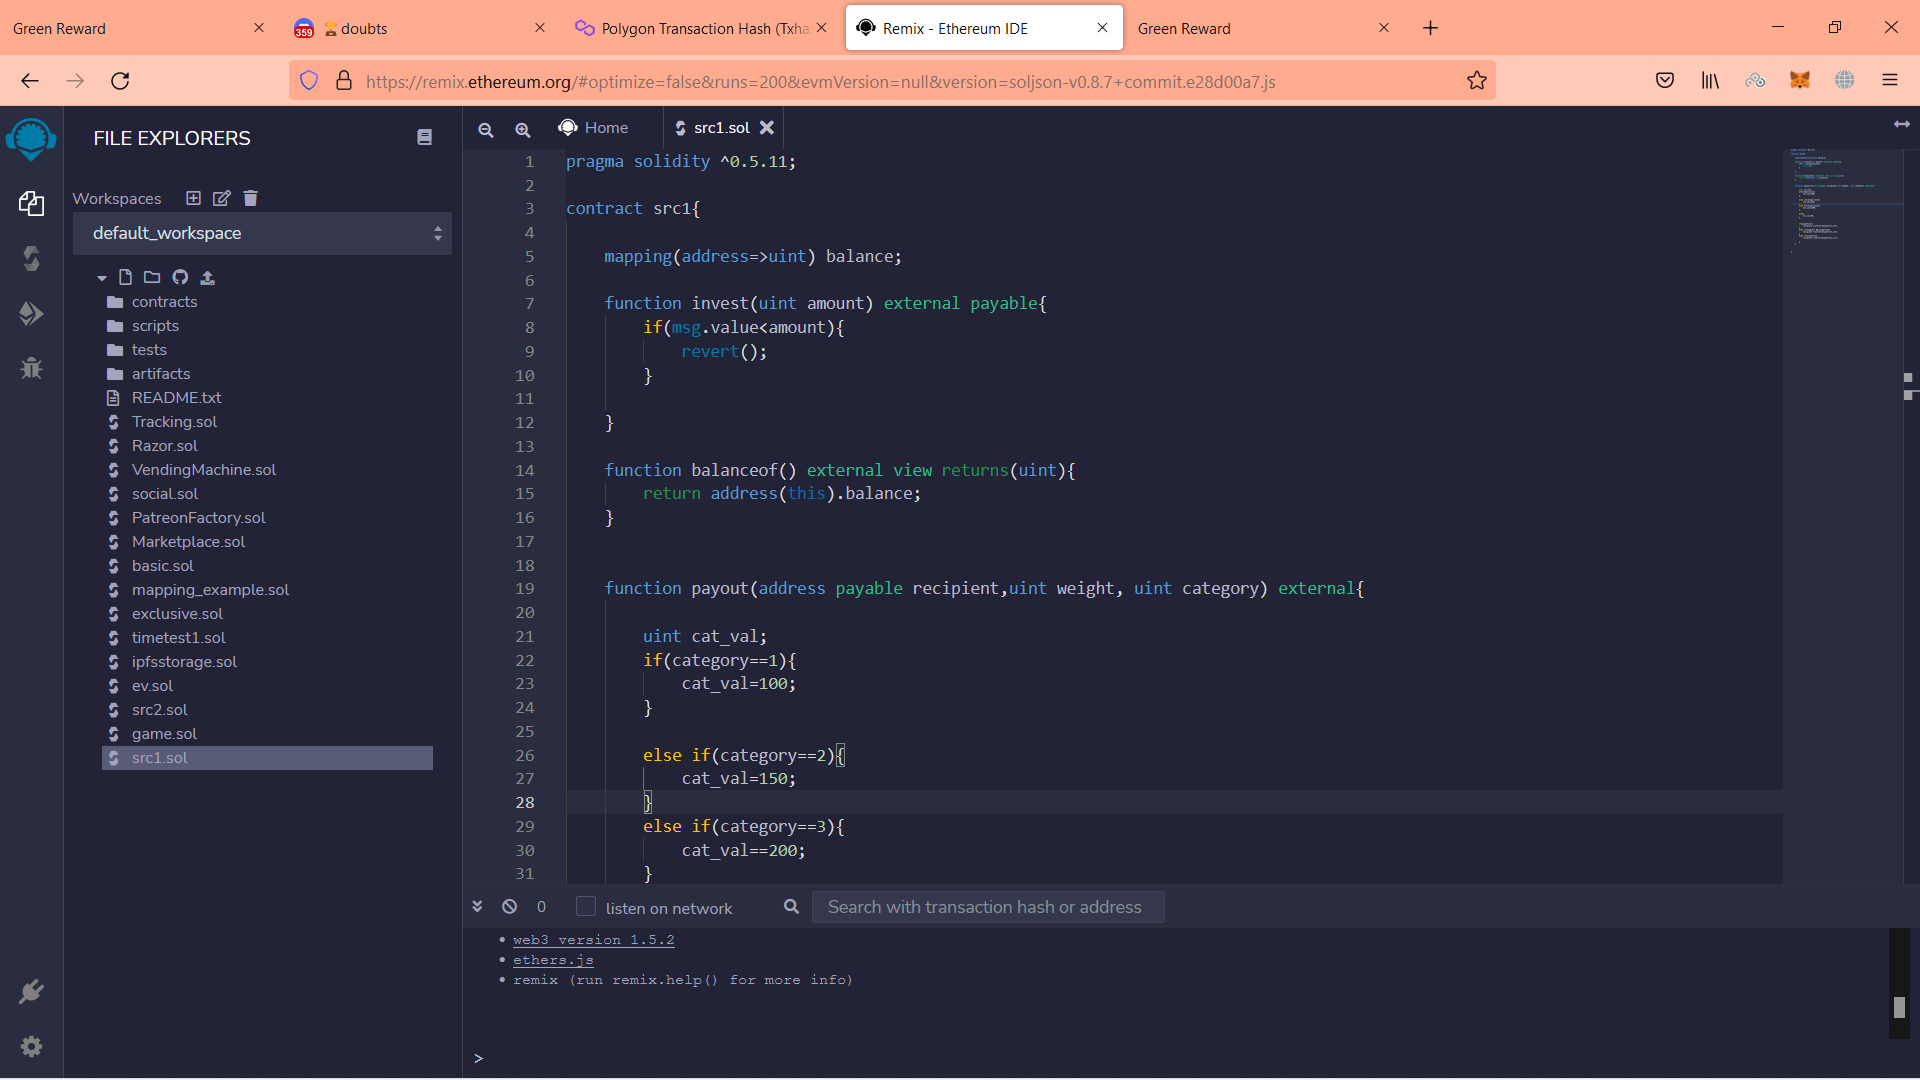 Green Reward
359
doubts
Polygon Transaction Hash (Txha
Remix - Ethereum IDE
Green Reward
https://remix.ethereum.org/#optimize=false&runs=200&evmVersion=null&version=soljson-v0.8.7+commit.e28d00a7.js
FILE EXPLORERS
Workspaces
default_workspace
contracts
scripts
tests
artifacts
README.txt
Tracking.sol
Razor.sol
VendingMachine.sol
social.sol
PatreonFactory.sol
Marketplace.sol
basic.sol
mapping_example.sol
exclusive.sol
timetest1.sol
ipfsstorage.sol
ev.sol
src2.sol
game.sol
src1.sol
Home
src1.sol
1 pragma solidity ^0.5.11;
2
3 contract src1{
4
5 mapping(address=>uint) balance;
6
7 function invest(uint amount) external payable{
8 if(msg.value<amount){
9 revert();
10 }
11
12 }
13
14 function balanceof() external view returns(uint){
15 return address(this).balance;
16 }
17
18
19 function payout(address payable recipient,uint weight, uint category) external{
20
21 uint cat_val;
22 if(category==1){
23 cat_val=100;
24 }
25
26 else if(category==2){
27 cat_val=150;
28 }
29 else if(category==3){
30 cat_val==200;
31 }
0
listen on network
Search with transaction hash or address
• web3 version 1.5.2
• ethers.js
• remix (run remix.help() for more info)
>